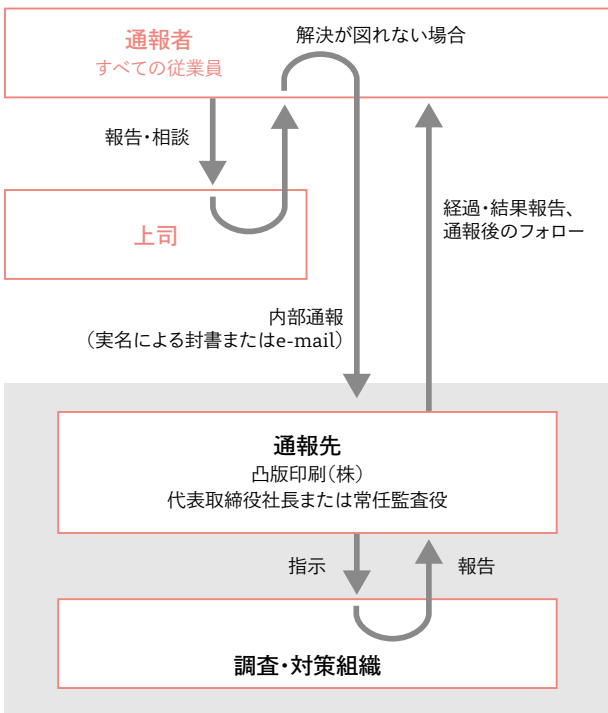 通報者
すべての従業員
解決が図れない場合
報告・相談
上司
経過・結果報告、
通報後のフォロー
内部通報
（実名による封書またはe-mail）
通報先
凸版印刷（株）
代表取締役社長または常任監査役
指示
報告
調査・対策組織